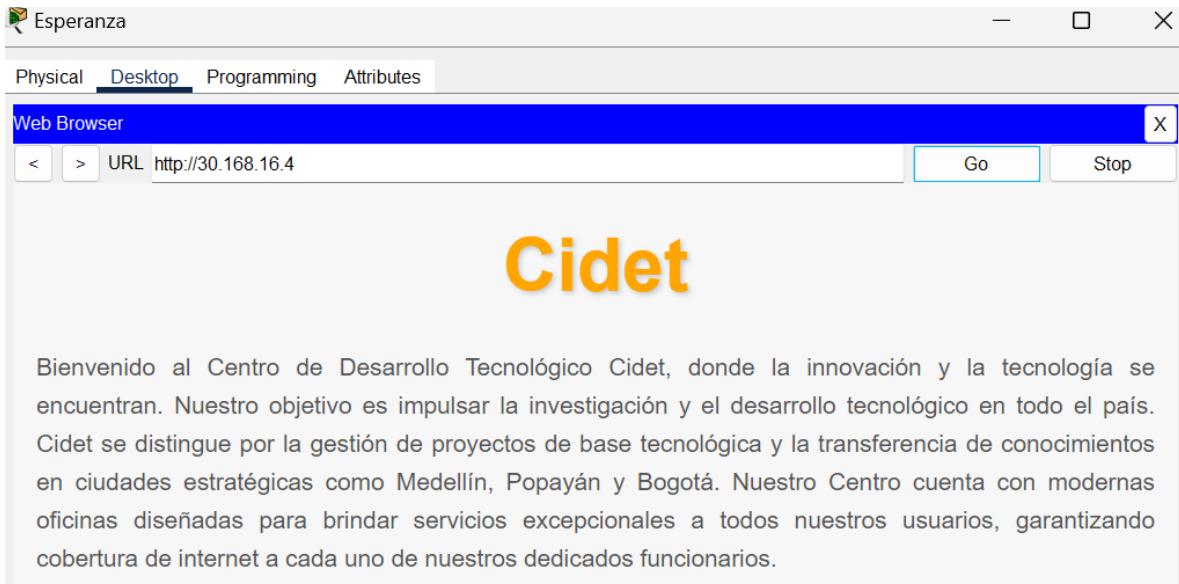 Esperanza
Physical Desktop Programming Attributes
Web Browser X
< > URL http://30.168.16.4 Go Stop
Cidet
Bienvenido al Centro de Desarrollo Tecnológico Cidet, donde la innovación y la tecnología se
encuentran. Nuestro objetivo es impulsar la investigación y el desarrollo tecnológico en todo el país.
Cidet se distingue por la gestión de proyectos de base tecnológica y la transferencia de conocimientos
en ciudades estratégicas como Medellín, Popayán y Bogotá. Nuestro Centro cuenta con modernas
oficinas diseñadas para brindar servicios excepcionales a todos nuestros usuarios, garantizando
cobertura de internet a cada uno de nuestros dedicados funcionarios.